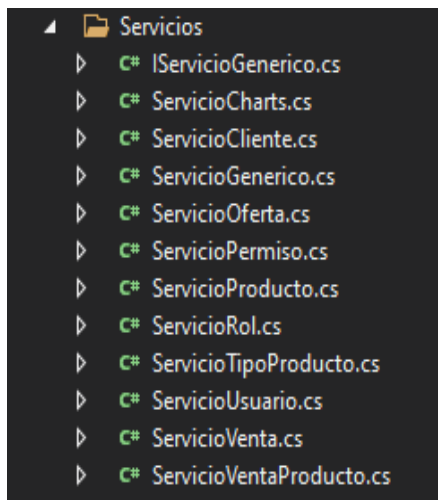 Servicios
C# IServicioGenerico.cs
C# ServicioCharts.cs
C# ServicioCliente.cs
C# ServicioGenerico.cs
C# ServicioOferta.cs
C# ServicioPermiso.cs
C# ServicioProducto.cs
C# ServicioRol.cs
C# ServicioTipoProducto.cs
C# ServicioUsuario.cs
C# ServicioVenta.cs
C# ServicioVentaProducto.cs